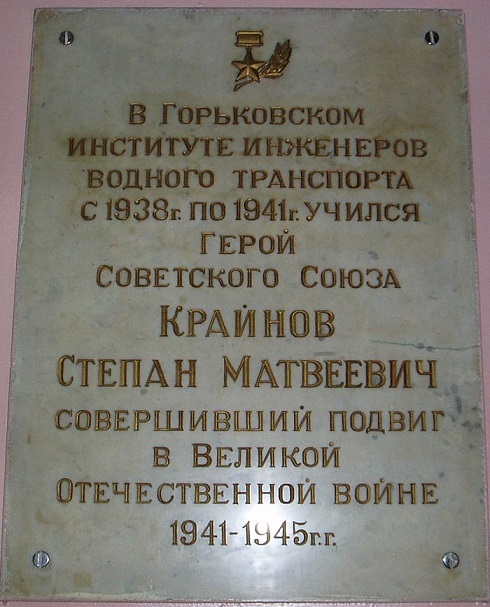 В Горьковском
институте инженеров
водного транспорта
с 1938г. по 1941г. учился
Герой
Советского Союза
Крайнов
Степан Матвеевич
совершивший подвиг
в Великой
Отечественной войне
1941-1945г.г.